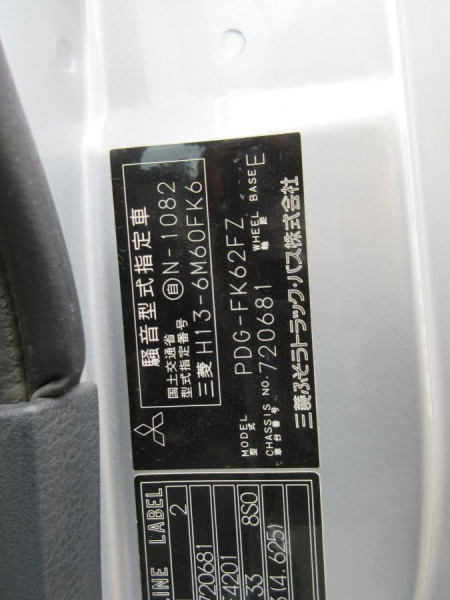 騒音型式指定車
国土交通省
型式指定番号 自N-1082
三菱 H13-6M60FK6
MODEL
型式 PDG-FK62FZ
CHASSIS NO.
車台番号 720681 WHEEL BASE
軸距 E
三菱ふそうトラック・バス株式会社
LINE LABEL
2
720681
4201
33 8S0
(4.625)